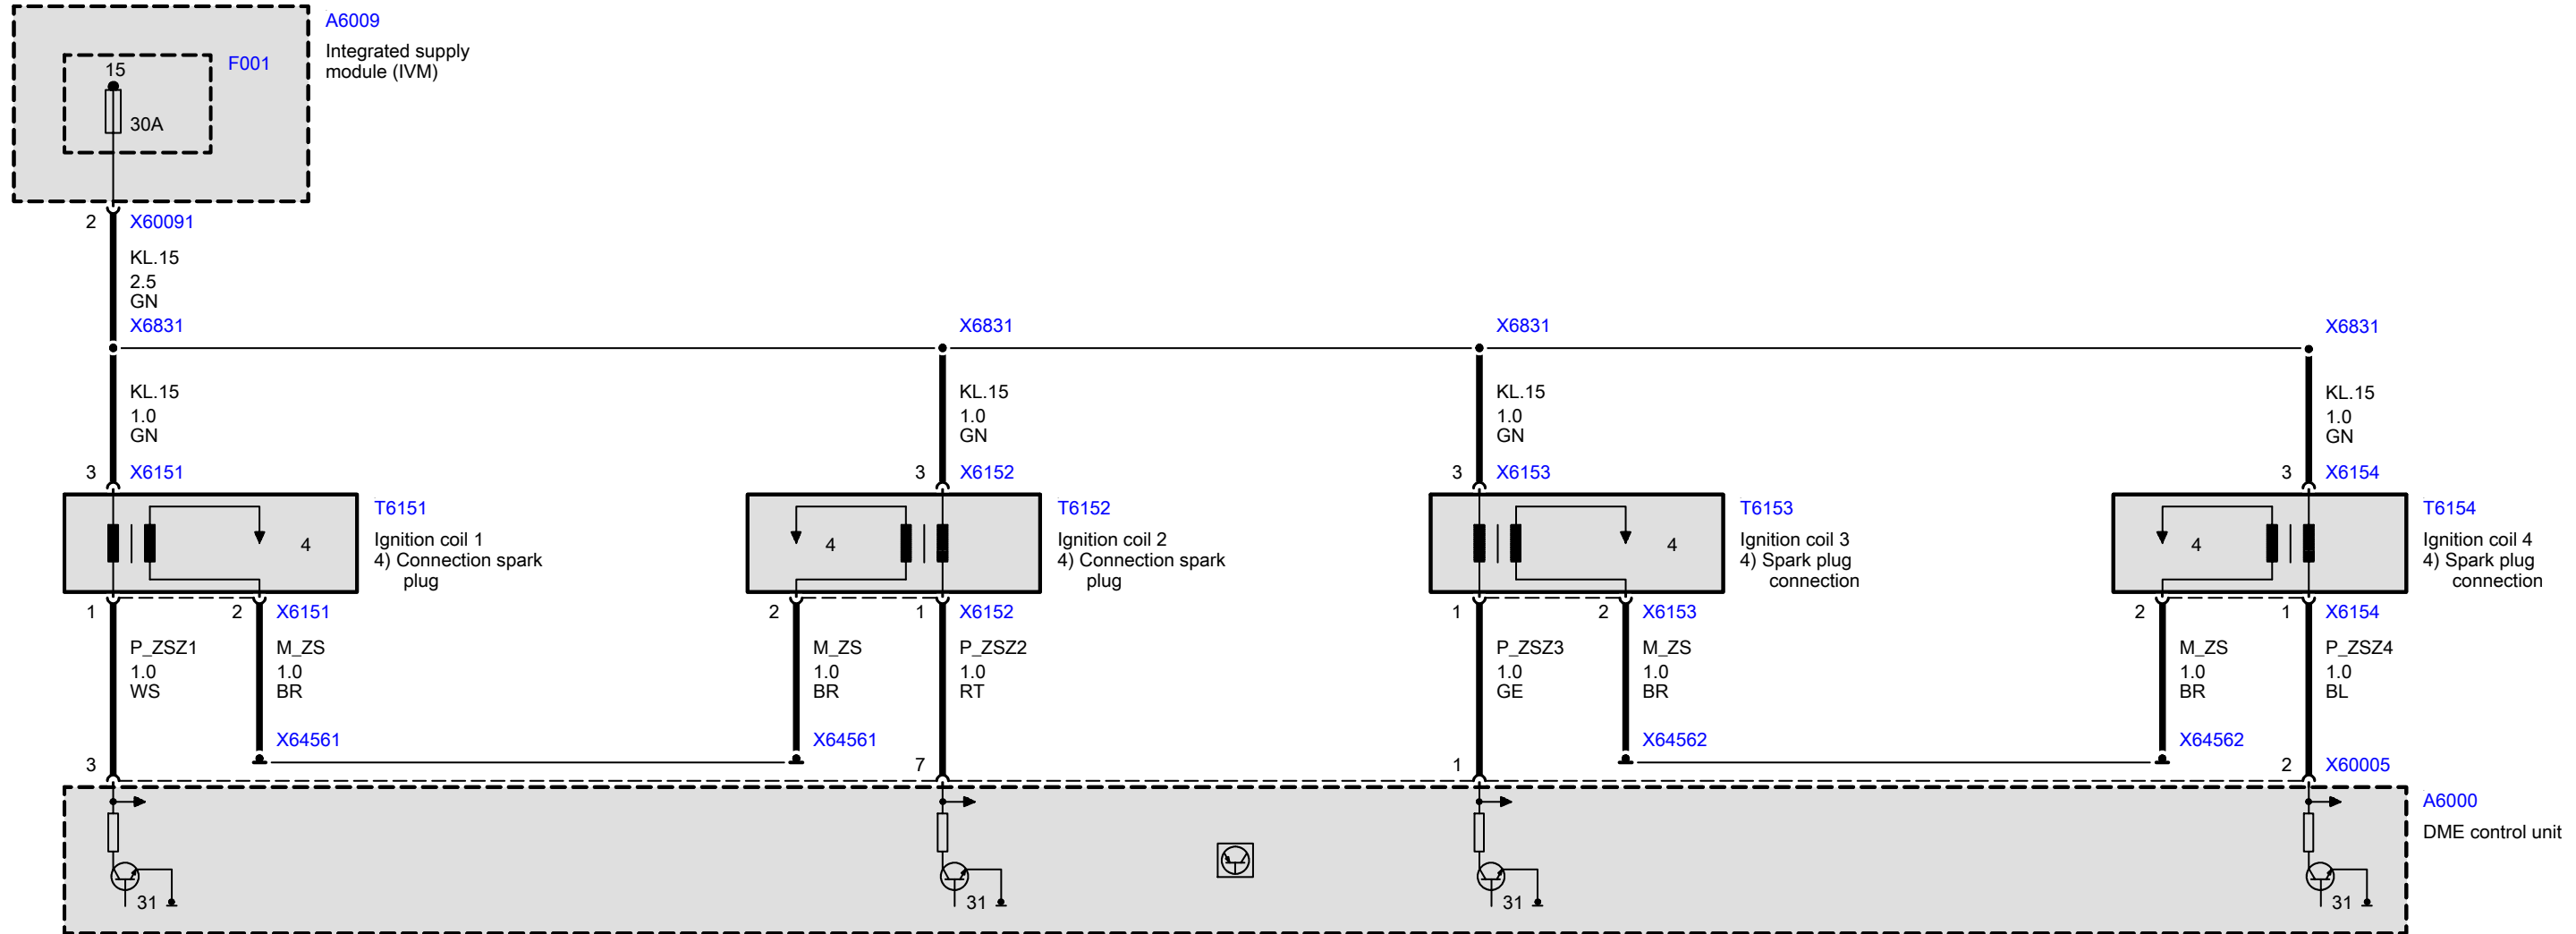 A6009
Integrated supply
module (IVM)
F001
15
30A
2 X60091
KL.15
2.5
GN
X6831 X6831 X6831 X6831
KL.15 KL.15 KL.15 KL.15
1.0 1.0 1.0 1.0
GN GN GN GN
3 X6151 3 X6152 3 X6153 3 X6154
T6151
Ignition coil 1
4) Connection spark
plug
4
T6152
Ignition coil 2
4) Connection spark
plug
4
T6153
Ignition coil 3
4) Spark plug
connection
4
T6154
Ignition coil 4
4) Spark plug
connection
4
1 2 X6151 2 1 X6152 1 2 X6153 2 1 X6154
P_ZSZ1 M_ZS M_ZS P_ZSZ2 P_ZSZ3 M_ZS M_ZS P_ZSZ4
1.0 1.0 1.0 1.0 1.0 1.0 1.0 1.0
WS BR BR RT GE BR BR BL
X64561 X64561 X64562 X64562
3 7 1 2 X60005
A6000
DME control unit
31 31 31 31